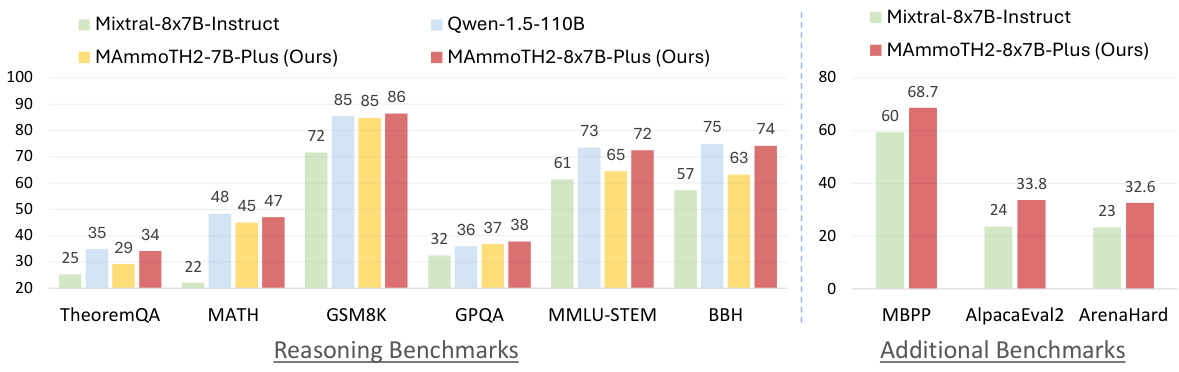 Mixtral-8x7B-Instruct
Qwen-1.5-110B
MAmmoTH2-7B-Plus (Ours)
MAmmoTH2-8x7B-Plus (Ours)
100
90
80
70
60
50
40
30
20
25
35
29
34
22
48
45
47
72
85
85
86
32
36
37
38
61
73
65
72
57
75
63
74
TheoremQA
MATH
GSM8K
GPQA
MMLU-STEM
BBH
Reasoning Benchmarks
Mixtral-8x7B-Instruct
MAmmoTH2-8x7B-Plus (Ours)
80
60
40
20
0
60
68.7
24
33.8
23
32.6
MBPP
AlpacaEval2
ArenaHard
Additional Benchmarks